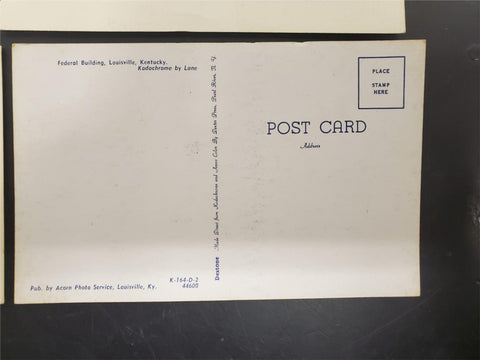 Federal Building, Louisville, Kentucky.
Kodachrome by Lane
PLACE
STAMP
HERE
POST CARD
Address
Dextone Made Direct from Kodachrome and Ansco Color By Dexter Press, Pearl River, N. Y.
K-164-D-2
44600
Pub. by Acorn Photo Service, Louisville, Ky.